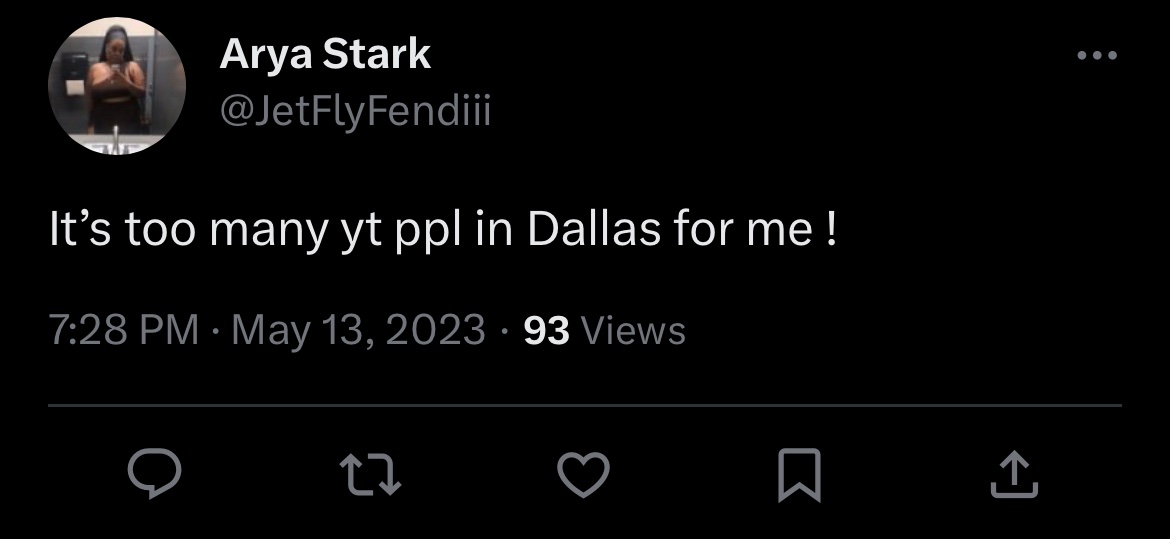 Arya Stark
@JetFlyFendiii
It’s too many yt ppl in Dallas for me !
7:28 PM · May 13, 2023 · 93 Views